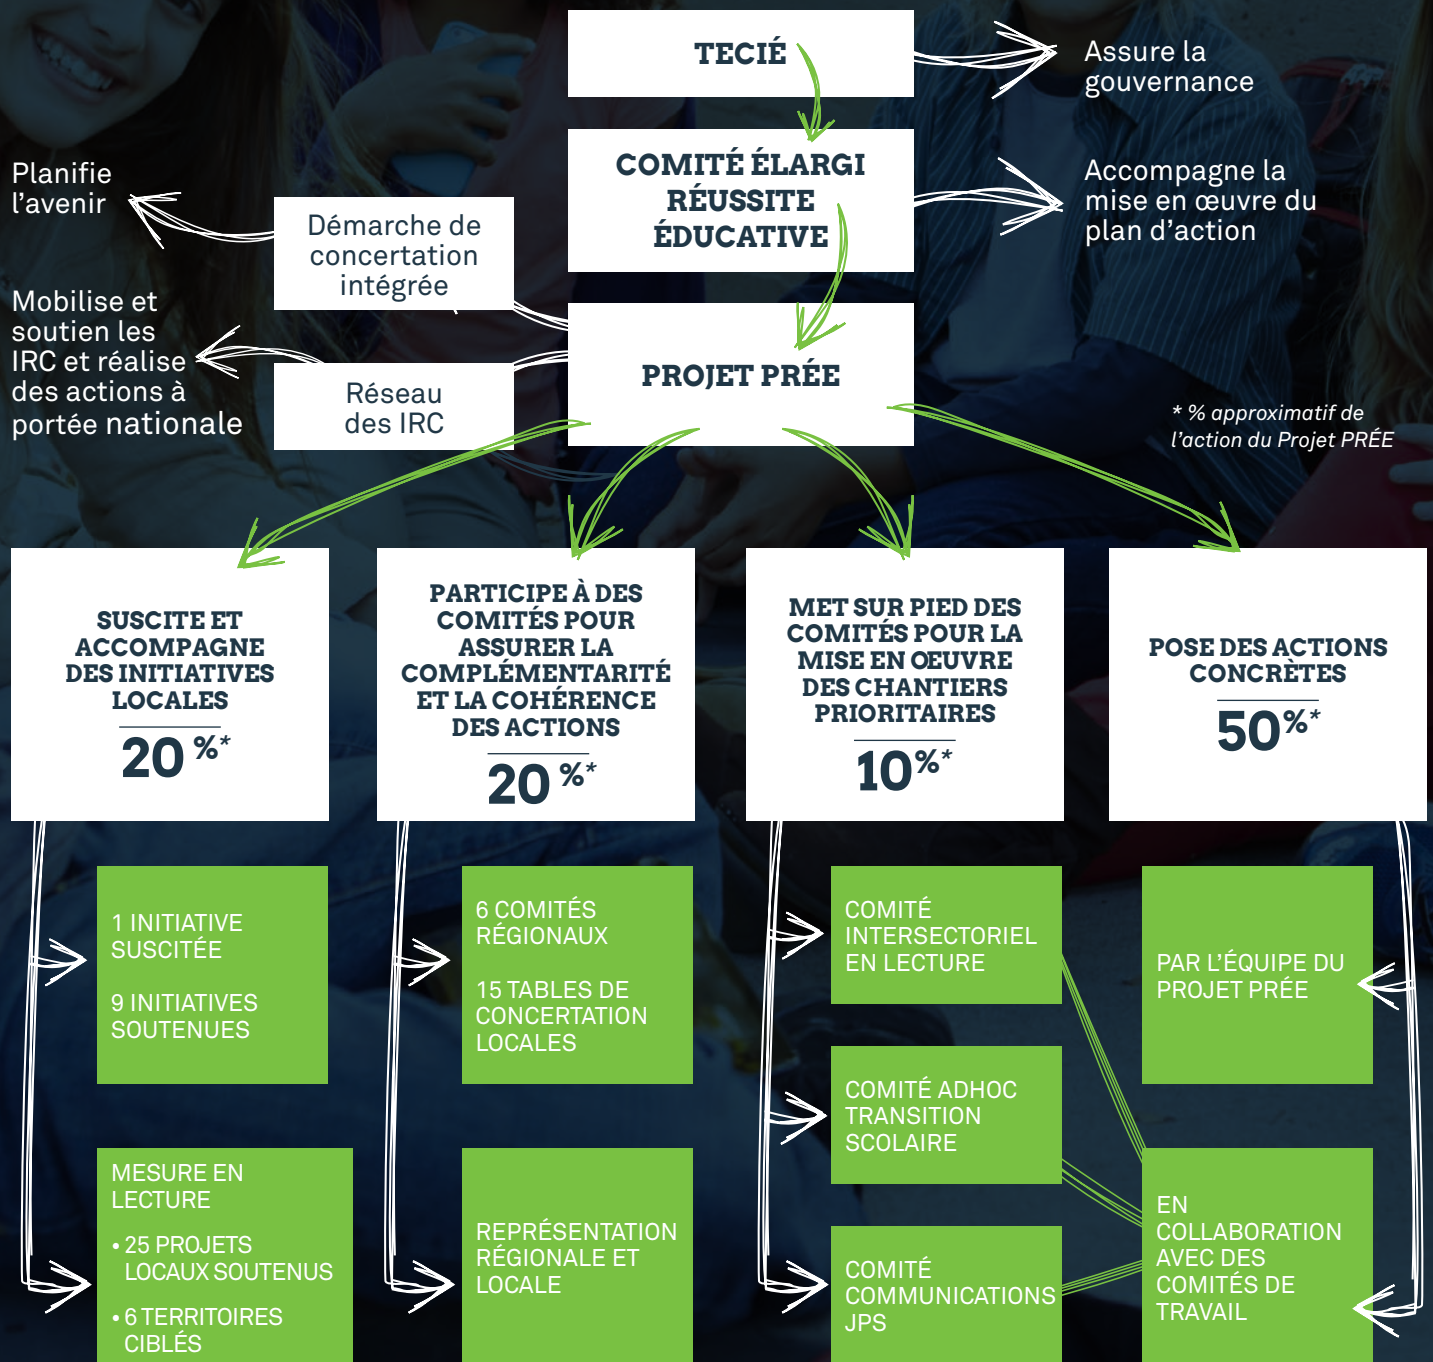 TECIÉ
Assure la
gouvernance
COMITÉ ÉLARGI
RÉUSSITE
ÉDUCATIVE
Accompagne la
mise en œuvre du
plan d'action
Planifie
l'avenir
Démarche de
concertation
intégrée
Mobilise et
soutien les
IRC et réalise
des actions à
portée nationale
Réseau
des IRC
PROJET PRÉE
* % approximatif de
l'action du Projet PRÉE
SUSCITE ET
ACCOMPAGNE
DES INITIATIVES
LOCALES
20 %*
PARTICIPE À DES
COMITÉS POUR
ASSURER LA
COMPLÉMENTARITÉ
ET LA COHÉRENCE
DES ACTIONS
20 %*
MET SUR PIED DES
COMITÉS POUR LA
MISE EN ŒUVRE
DES CHANTIERS
PRIORITAIRES
10%*
POSE DES ACTIONS
CONCRÈTES
50%*
1 INITIATIVE
SUSCITÉE
9 INITIATIVES
SOUTENUES
MESURE EN
LECTURE
• 25 PROJETS
LOCAUX SOUTENUS
• 6 TERRITOIRES
CIBLÉS
6 COMITÉS
RÉGIONAUX
15 TABLES DE
CONCERTATION
LOCALES
REPRÉSENTATION
RÉGIONALE ET
LOCALE
COMITÉ
INTERSECTORIEL
EN LECTURE
COMITÉ ADHOC
TRANSITION
SCOLAIRE
COMITÉ
COMMUNICATIONS
JPS
PAR L'ÉQUIPE DU
PROJET PRÉE
EN
COLLABORATION
AVEC DES
COMITÉS DE
TRAVAIL